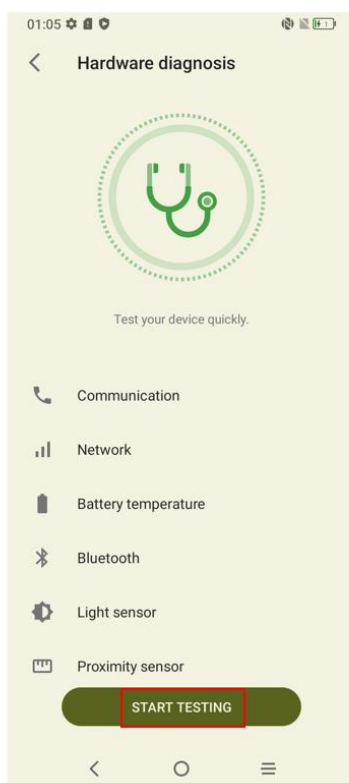 01:05
Hardware diagnosis
Test your device quickly.
Communication
Network
Battery temperature
Bluetooth
Light sensor
Proximity sensor
START TESTING